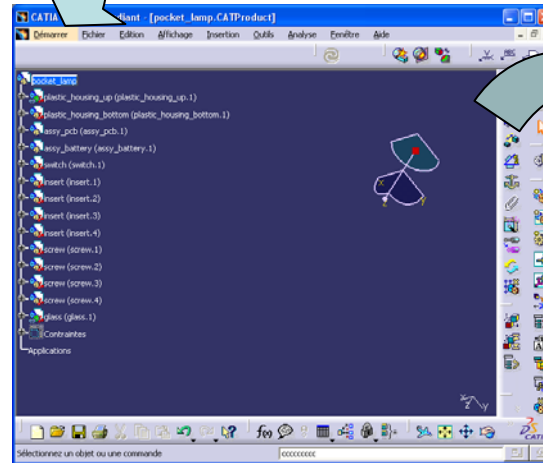 CATIA diant - [pocket_lamp.CATProduct]
Démarrer Fichier Edition Affichage Insertion Outils Analyse Fenêtre Aide
pocket_lamp
plastic_housing_up (plastic_housing_up.1)
plastic_housing_bottom (plastic_housing_bottom.1)
assy_pcb (assy_pcb.1)
assy_battery (assy_battery.1)
switch (switch.1)
insert (insert.1)
insert (insert.2)
insert (insert.3)
insert (insert.4)
screw (screw.1)
screw (screw.2)
screw (screw.3)
screw (screw.4)
glass (glass.1)
Contraintes
Applications
x
y
z
x
z
y
f(x)
CATI
Sélectionnez un objet ou une commande
ccccccccc